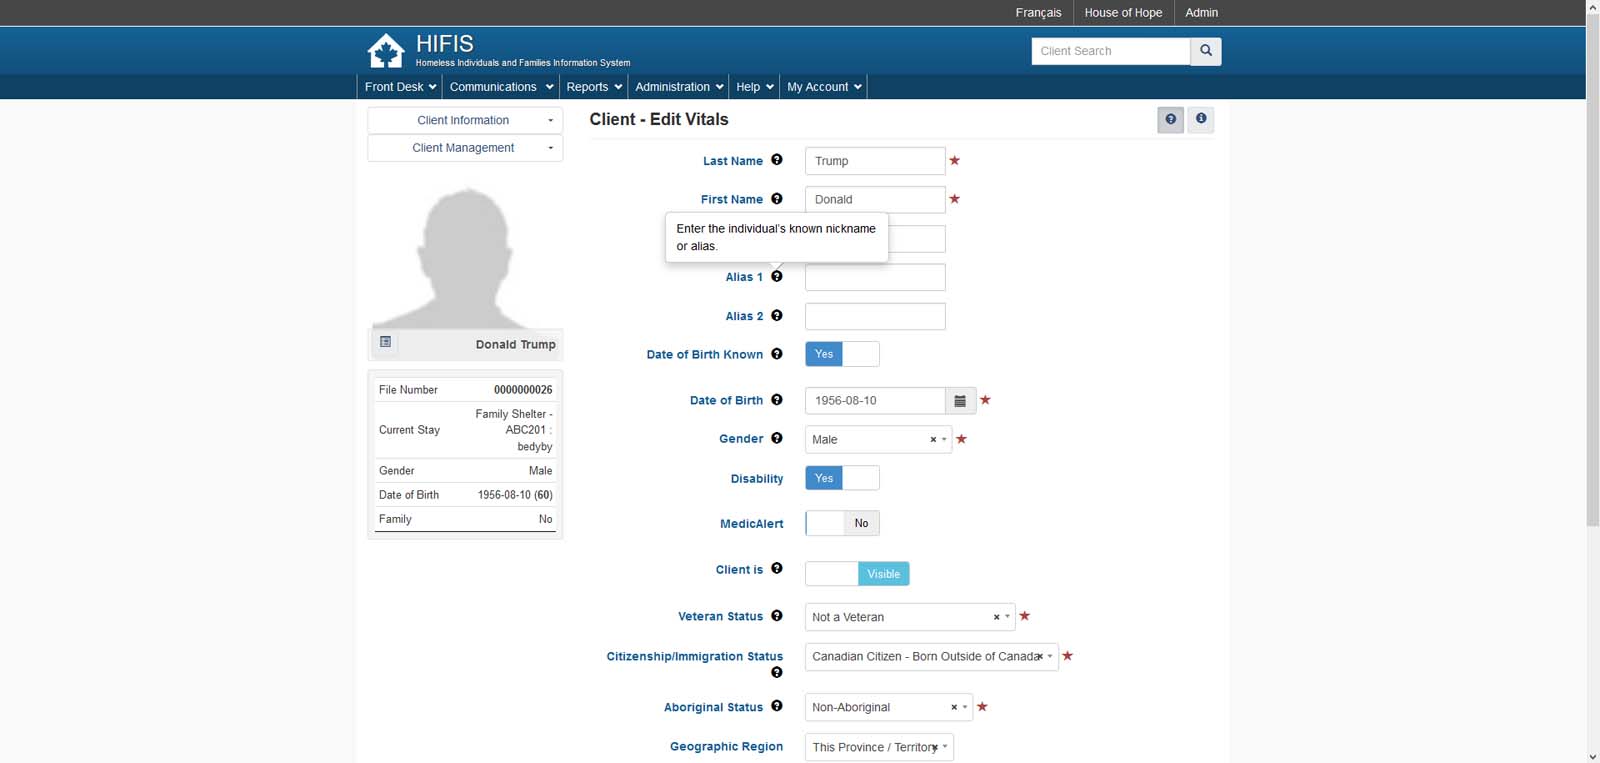 Français
House of Hope
Admin
HIFIS
Homeless Individuals and Families Information System
Client Search
Front Desk
Communications
Reports
Administration
Help
My Account
Client Information
Client Management
Donald Trump
File Number 0000000026
Current Stay Family Shelter -
ABC201 :
bedyby
Gender Male
Date of Birth 1956-08-10 (60)
Family No
Client - Edit Vitals
Last Name Trump
First Name Donald
Enter the individual's known nickname
or alias.
Alias 1
Alias 2
Date of Birth Known Yes
Date of Birth 1956-08-10
Gender Male
Disability Yes
MedicAlert No
Client is Visible
Veteran Status Not a Veteran
Citizenship/Immigration Status Canadian Citizen - Born Outside of Canada
Aboriginal Status Non-Aboriginal
Geographic Region This Province / Territory